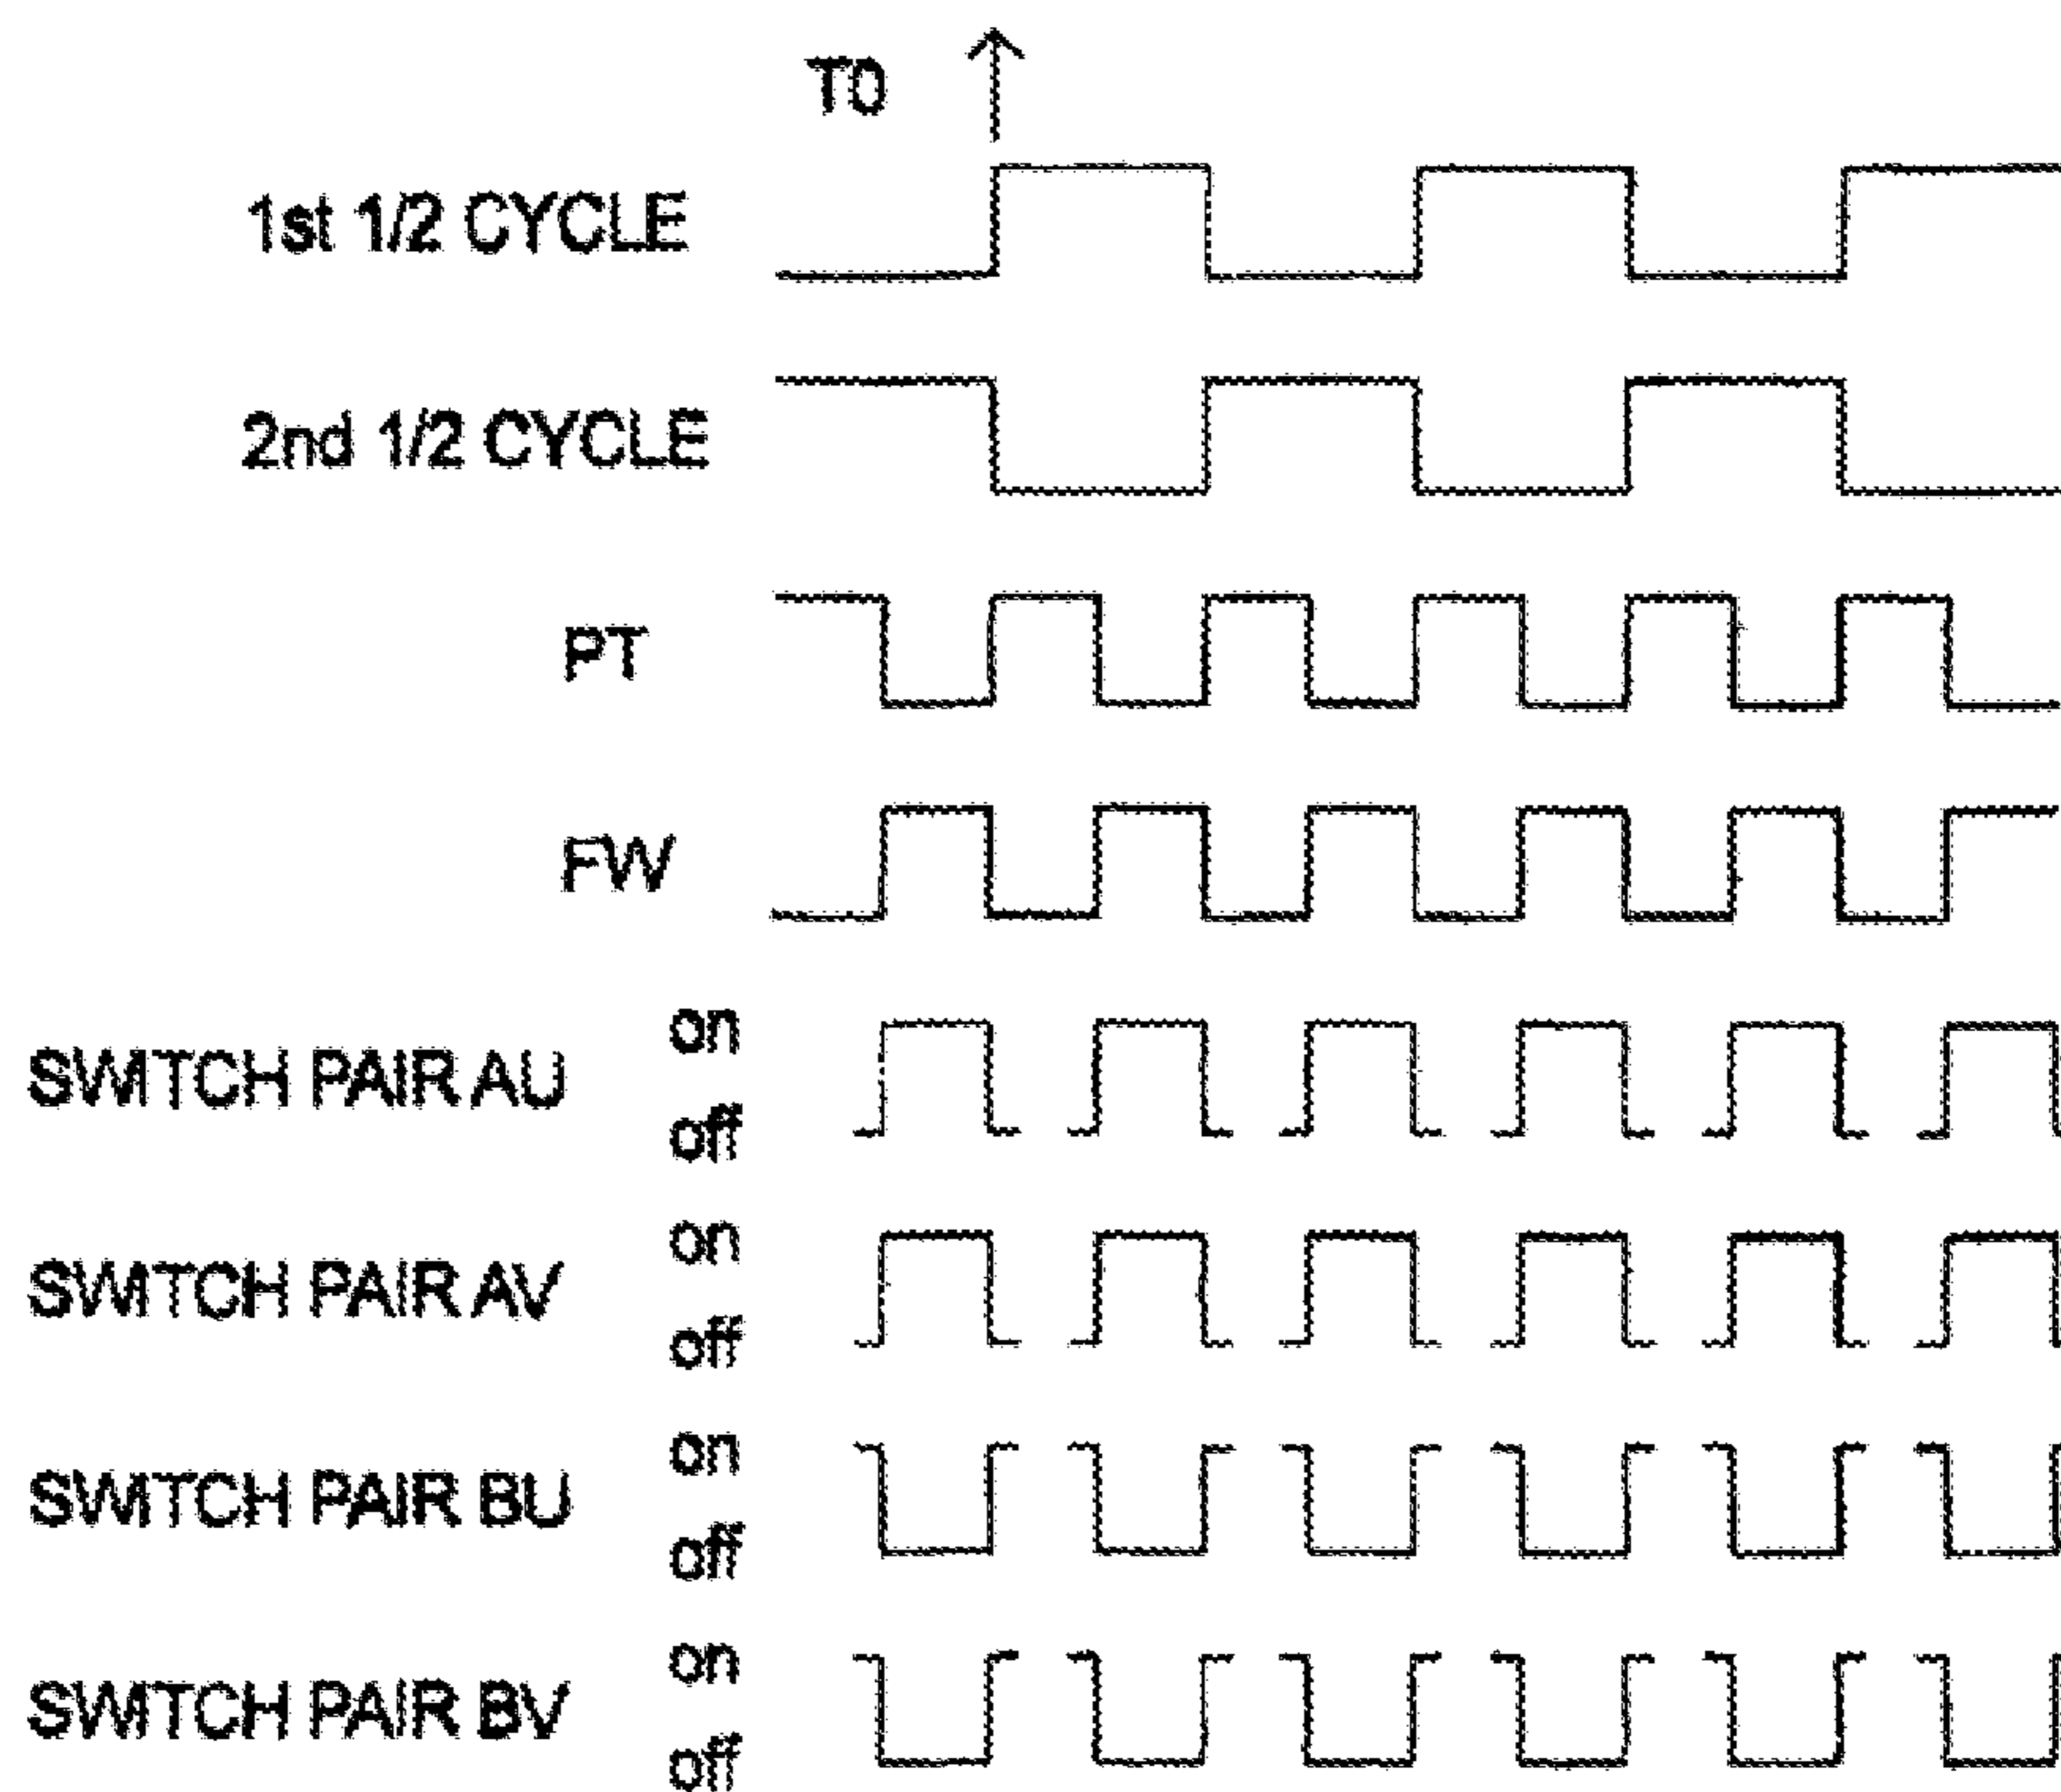 T0
1st 1/2 CYCLE
2nd 1/2 CYCLE
PT
FW
on
SWITCH PAIR AU
off
on
SWITCH PAIR AV
off
on
SWITCH PAIR BU
off
on
SWITCH PAIR BV
off